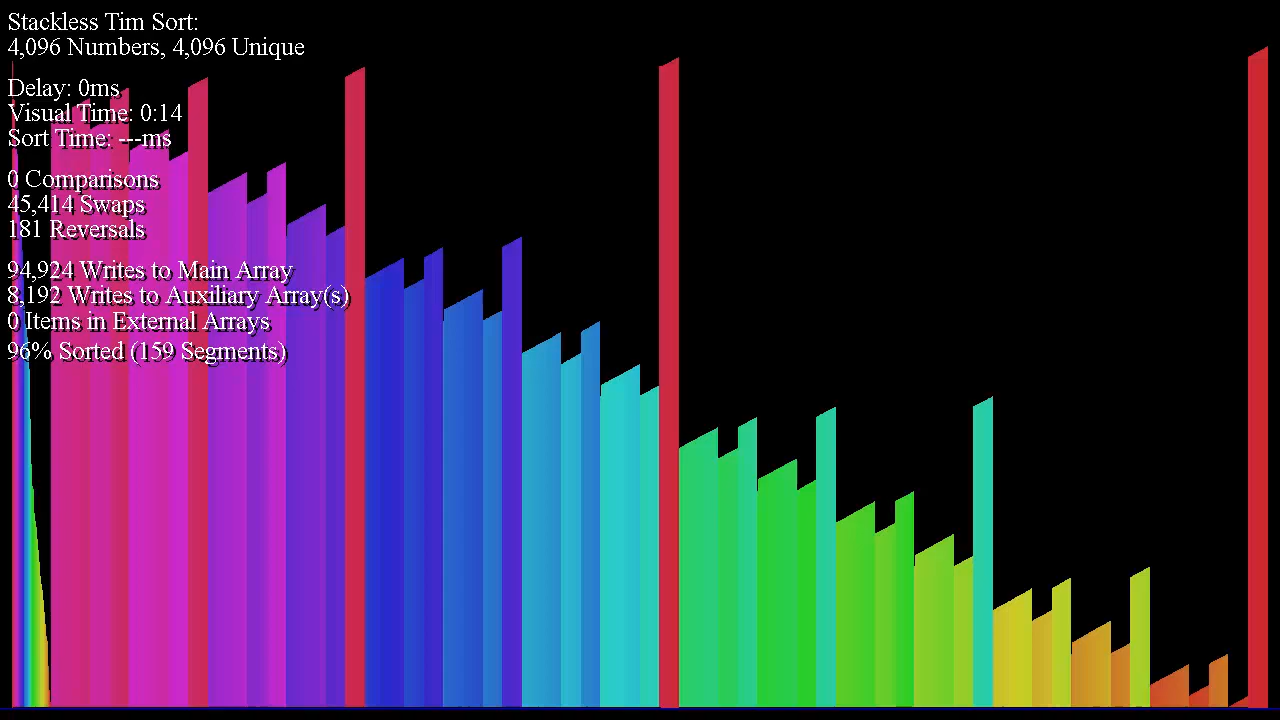 Stackless Tim Sort:
4,096 Numbers, 4,096 Unique
Delay: 0ms
Visual Time: 0:14
Sort Time: ---ms
0 Comparisons
45,414 Swaps
181 Reversals
94,924 Writes to Main Array
8,192 Writes to Auxiliary Array(s)
0 Items in External Arrays
96% Sorted (159 Segments)